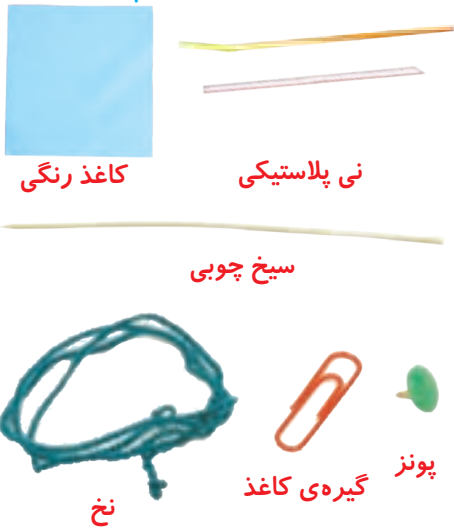 کاغذ رنگی
نی پلاستیکی
سیخ چوبی
پونز
گیره‌ی کاغذ
نخ